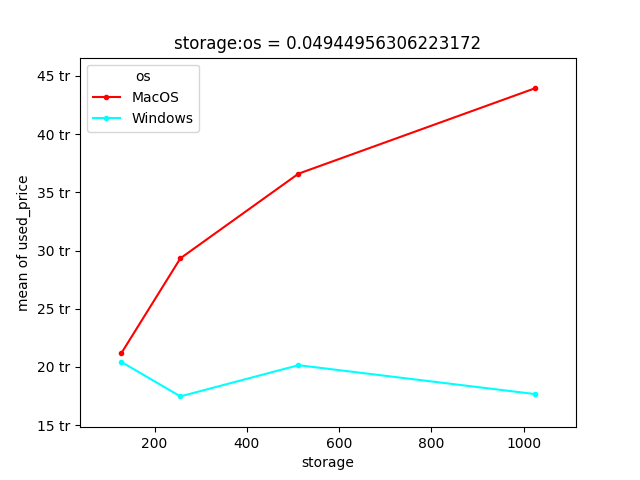 storage:os = 0.04944956306223172
os
MacOS
Windows
45 tr
40 tr
35 tr
30 tr
25 tr
20 tr
15 tr
mean of used_price
200
400
600
800
1000
storage